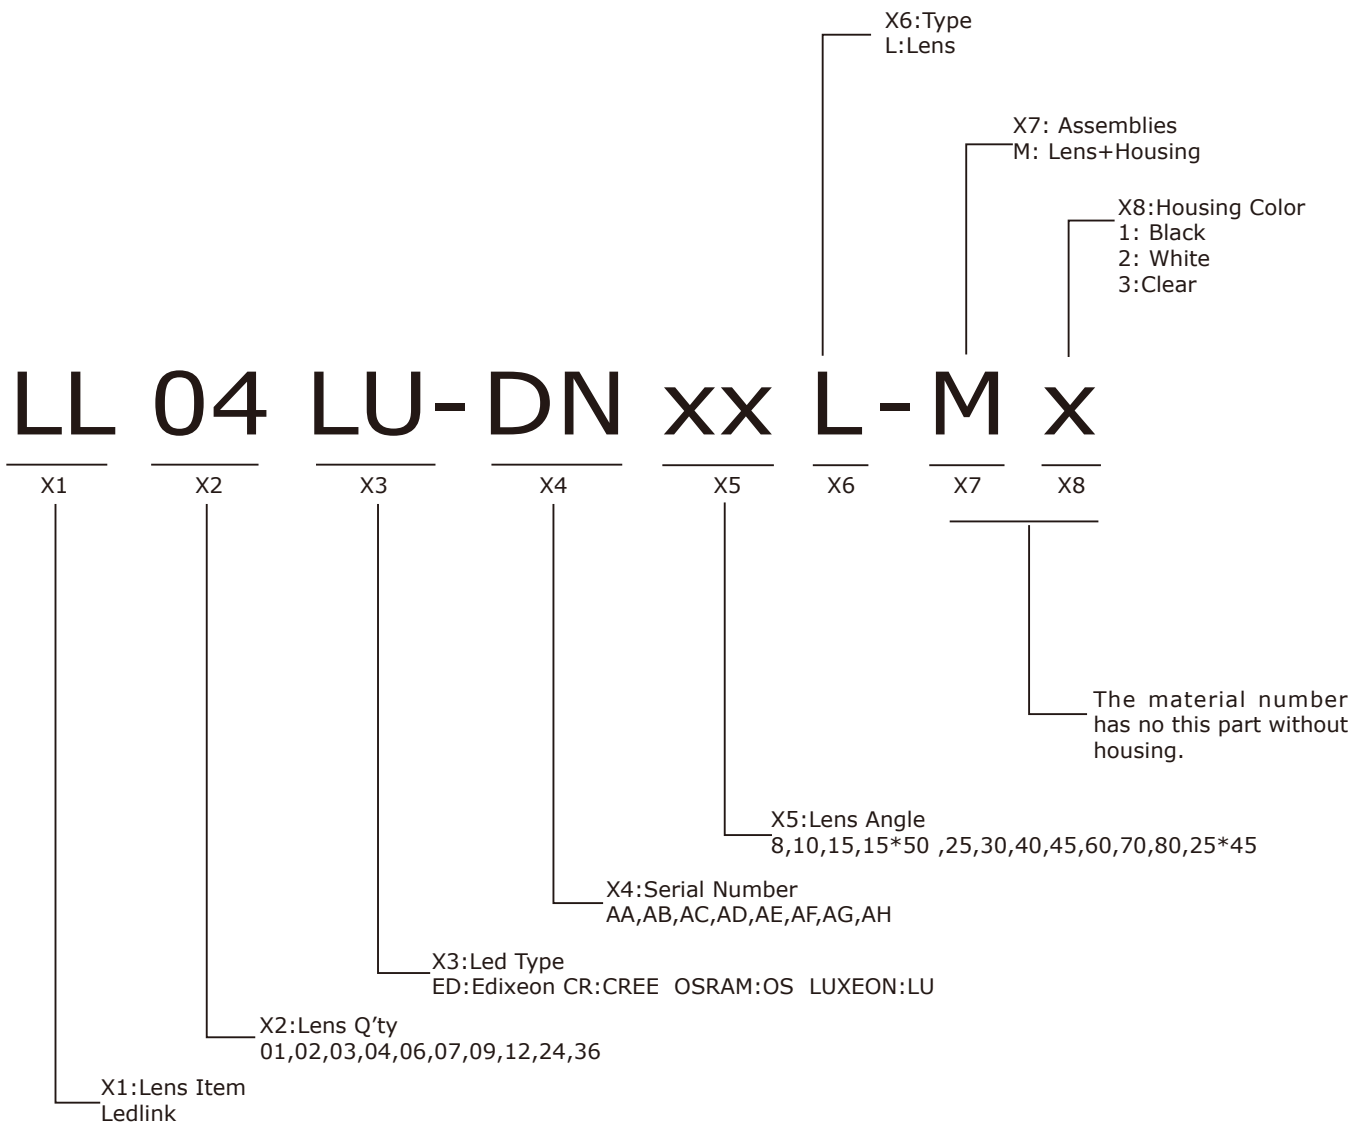 X6:Type
L:Lens
X7: Assemblies
M: Lens+Housing
X8:Housing Color
1: Black
2: White
3:Clear
LL 04 LU-DN xx L-M x
X1 X2 X3 X4 X5 X6 X7 X8
The material number
has no this part without
housing.
X5:Lens Angle
8,10,15,15*50 ,25,30,40,45,60,70,80,25*45
X4:Serial Number
AA,AB,AC,AD,AE,AF,AG,AH
X3:Led Type
ED:Edixeon CR:CREE OSRAM:OS LUXEON:LU
X2:Lens Q’ty
01,02,03,04,06,07,09,12,24,36
X1:Lens Item
Ledlink